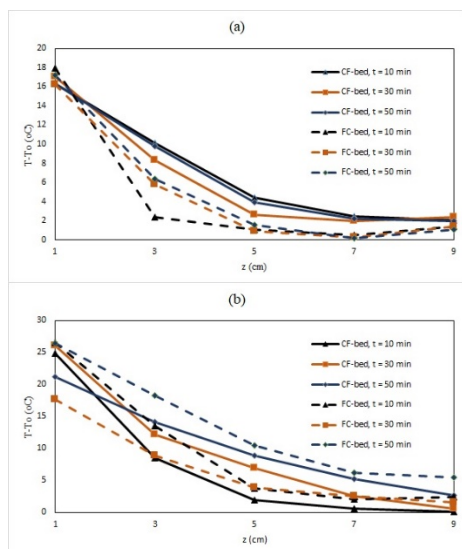 (a)
20
18
16
14
12
10
8
6
4
2
0
T-To (oC)
CF-bed, t = 10 min
CF-bed, t = 30 min
CF-bed, t = 50 min
FC-bed, t = 10 min
FC-bed, t = 30 min
FC-bed, t = 50 min
1 3 5 7 9
z (cm)
(b)
30
25
20
15
10
5
0
T-To (oC)
CF-bed, t = 10 min
CF-bed, t = 30 min
CF-bed, t = 50 min
FC-bed, t = 10 min
FC-bed, t = 30 min
FC-bed, t = 50 min
1 3 5 7 9
z (cm)